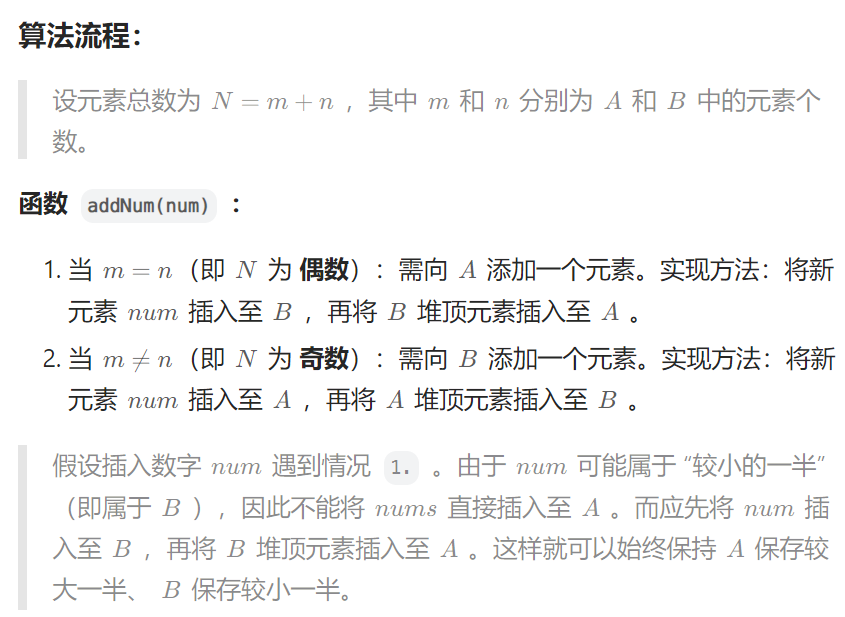 算法流程：
设元素总数为 N = m + n ，其中 m 和 n 分别为 A 和 B 中的元素个
数。
函数 addNum(num) ：
1. 当 m = n（即 N 为 偶数）：需向 A 添加一个元素。实现方法：将新
元素 num 插入至 B ，再将 B 堆顶元素插入至 A 。
2. 当 m ≠ n（即 N 为 奇数）：需向 B 添加一个元素。实现方法：将新
元素 num 插入至 A ，再将 A 堆顶元素插入至 B 。
假设插入数字 num 遇到情况 1. 。由于 num 可能属于“较小的一半”
（即属于 B ），因此不能将 nums 直接插入至 A 。而应先将 num 插
入至 B ，再将 B 堆顶元素插入至 A 。这样就可以始终保持 A 保存较
大一半、 B 保存较小一半。